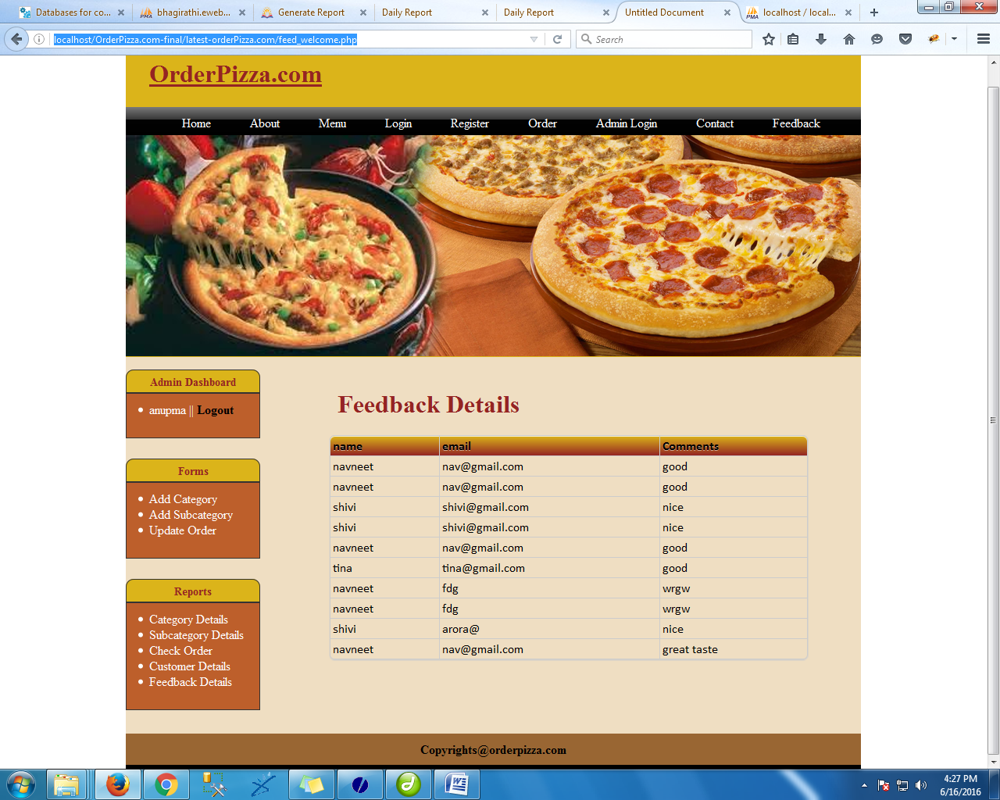 Databases for co...
bhagirathi.eweb...
Generate Report
Daily Report
Daily Report
Untitled Document
localhost / local...
localhost/OrderPizza.com-final/latest-orderPizza.com/feed_welcome.php
Search
OrderPizza.com
Home About Menu Login Register Order Admin Login Contact Feedback
Admin Dashboard
anupma || Logout
Forms
Add Category
Add Subcategory
Update Order
Reports
Category Details
Subcategory Details
Check Order
Customer Details
Feedback Details
Feedback Details
name email Comments
navneet nav@gmail.com good
navneet nav@gmail.com good
shivi shivi@gmail.com nice
shivi shivi@gmail.com nice
navneet nav@gmail.com good
tina tina@gmail.com good
navneet fdg wrgw
navneet fdg wrgw
shivi arora@ nice
navneet nav@gmail.com great taste
Copyrights@orderpizza.com
4:27 PM
6/16/2016